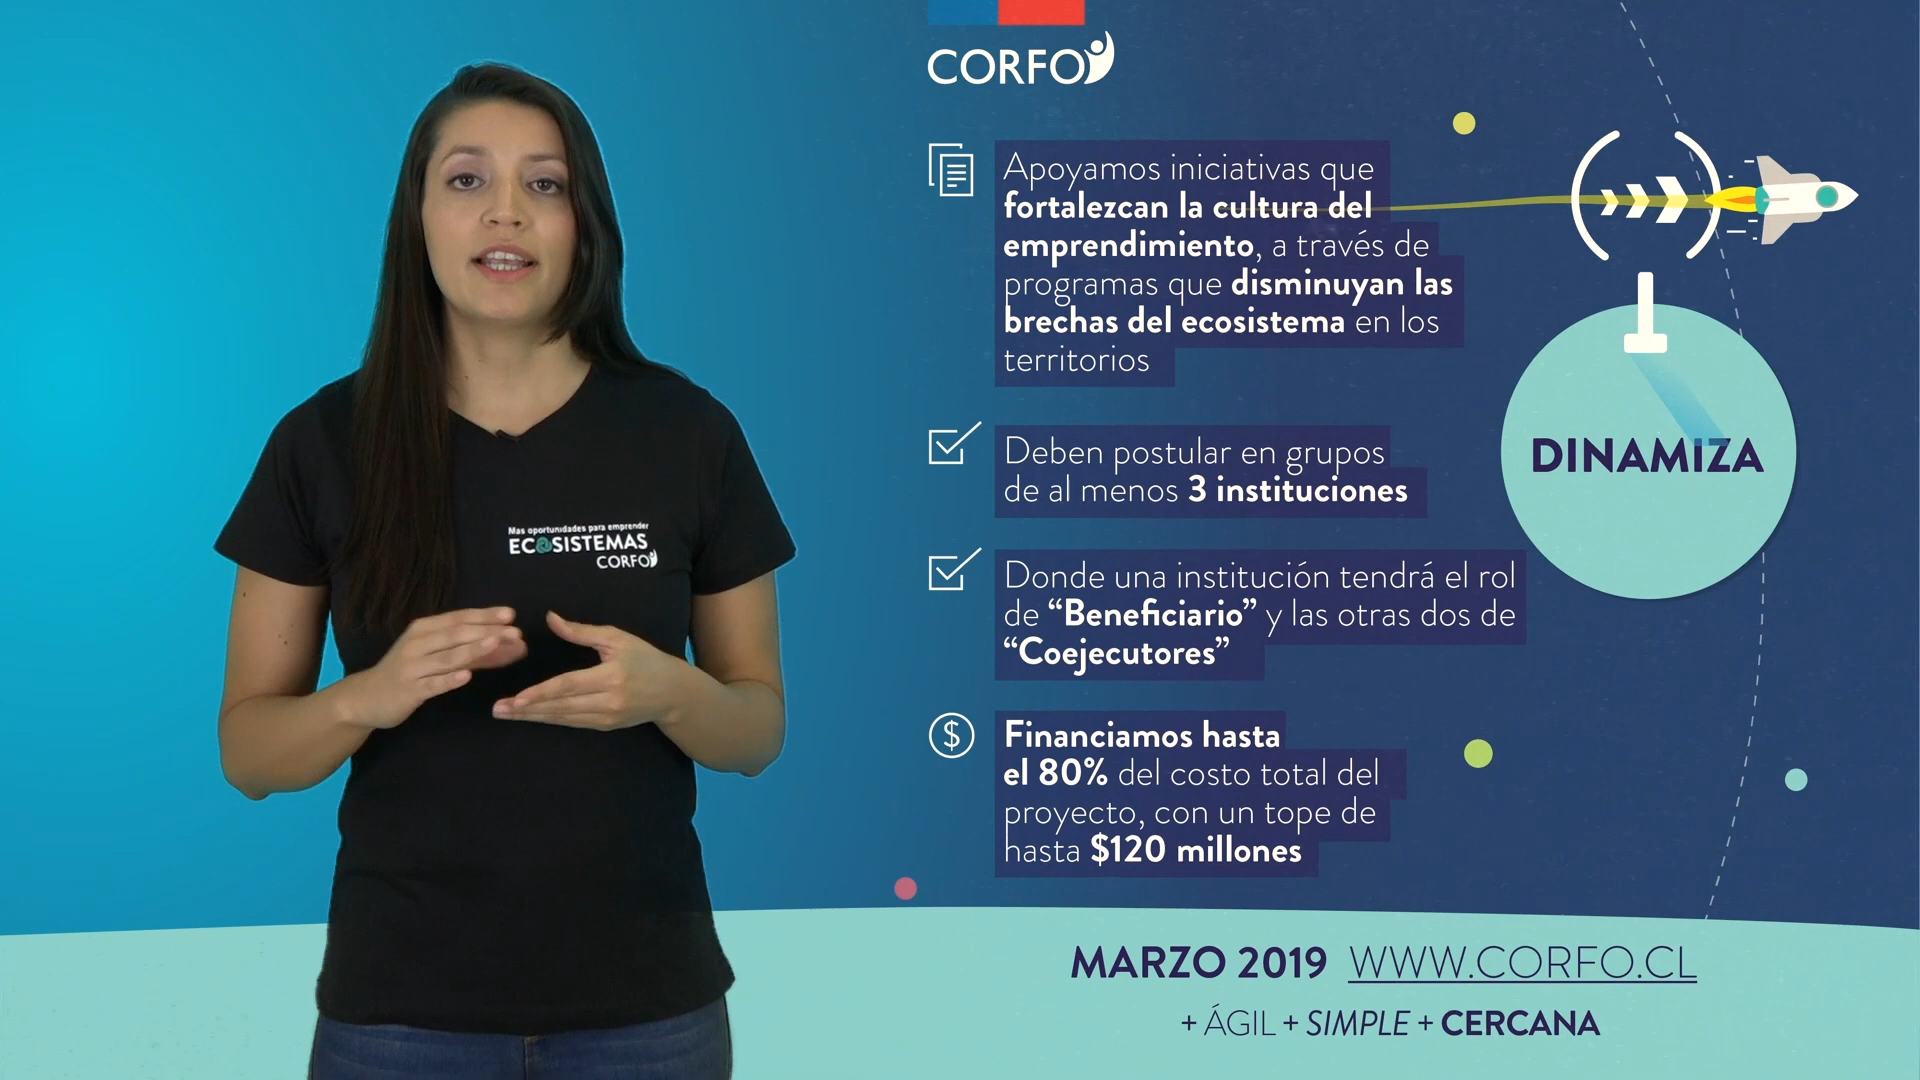 CORFO
Apoyamos iniciativas que
fortalezcan la cultura del
emprendimiento, a través de
programas que disminuyan las
brechas del ecosistema en los
territorios
Deben postular en grupos
de al menos 3 instituciones
Donde una institución tendrá el rol
de “Beneficiario” y las otras dos de
“Coejecutores”
$
Financiamos hasta
el 80% del costo total del
proyecto, con un tope de
hasta $120 millones
DINAMIZA
Mas oportunidades para emprender
ECOSISTEMAS
CORFO
MARZO 2019 WWW.CORFO.CL
+ ÁGIL + SIMPLE + CERCANA